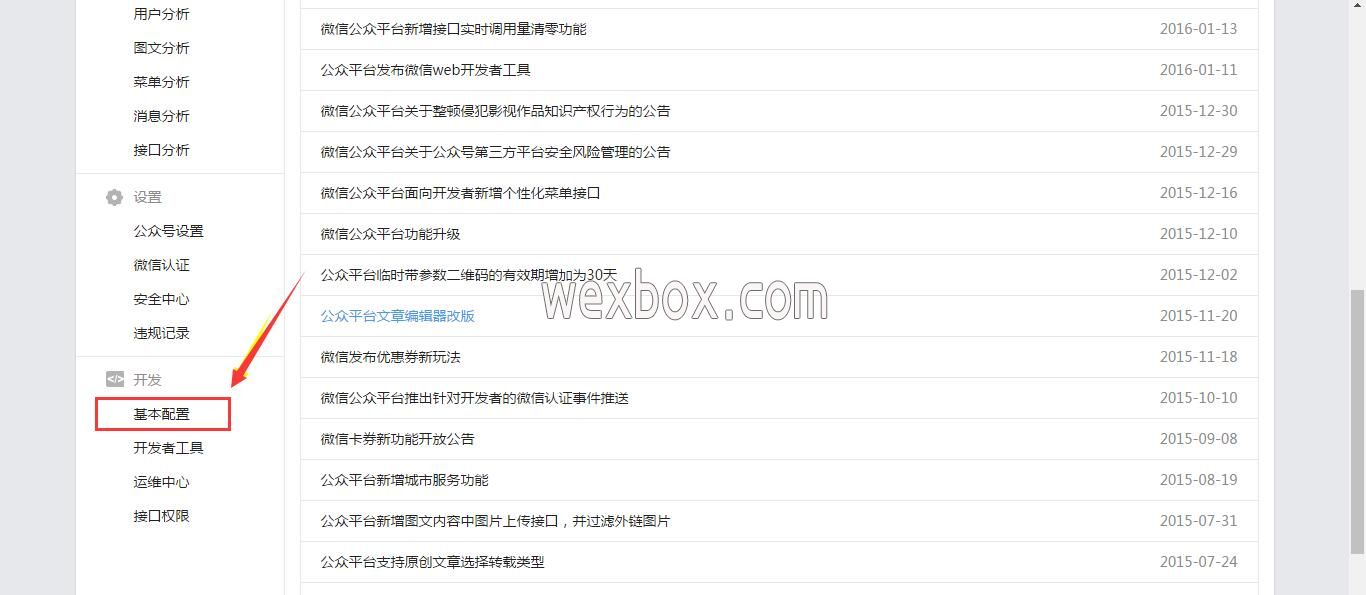 用户分析
图文分析
菜单分析
消息分析
接口分析
设置
公众号设置
微信认证
安全中心
违规记录
</>
开发
基本配置
开发者工具
运维中心
接口权限
微信公众平台新增接口实时调用量清零功能 2016-01-13
公众平台发布微信web开发者工具 2016-01-11
微信公众平台关于整顿侵犯影视作品知识产权行为的公告 2015-12-30
微信公众平台关于公众号第三方平台安全风险管理的公告 2015-12-29
微信公众平台面向开发者新增个性化菜单接口 2015-12-16
微信公众平台功能升级 2015-12-10
公众平台临时带参数二维码的有效期增加为30天 2015-12-02
wexbox.com
公众平台文章编辑器改版 2015-11-20
微信发布优惠券新玩法 2015-11-18
微信公众平台推出针对开发者的微信认证事件推送 2015-10-10
微信卡券新功能开放公告 2015-09-08
公众平台新增城市服务功能 2015-08-19
公众平台新增图文内容中图片上传接口，并过滤外链图片 2015-07-31
公众平台支持原创文章选择转载类型 2015-07-24